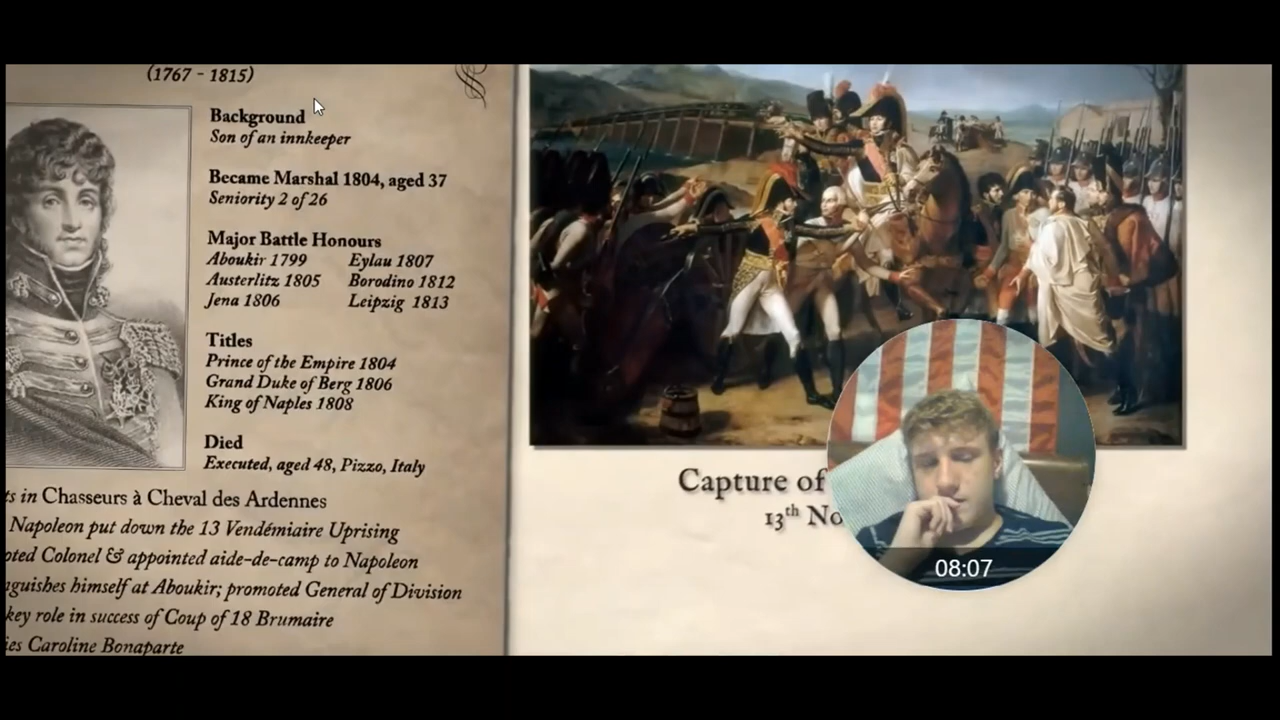 (1767 - 1815)
Background
Son of an innkeeper
Became Marshal 1804, aged 37
Seniority 2 of 26
Major Battle Honours
Aboukir 1799 Eylau 1807
Austerlitz 1805 Borodino 1812
Jena 1806 Leipzig 1813
Titles
Prince of the Empire 1804
Grand Duke of Berg 1806
King of Naples 1808
Died
Executed, aged 48, Pizzo, Italy
in Chasseurs à Cheval des Ardennes
Napoleon put down the 13 Vendémiaire Uprising
Colonel & appointed aide-de-camp to Napoleon
himself at Aboukir; promoted General of Division
key role in success of Coup of 18 Brumaire
Caroline Bonaparte
Capture of
13th
08:07